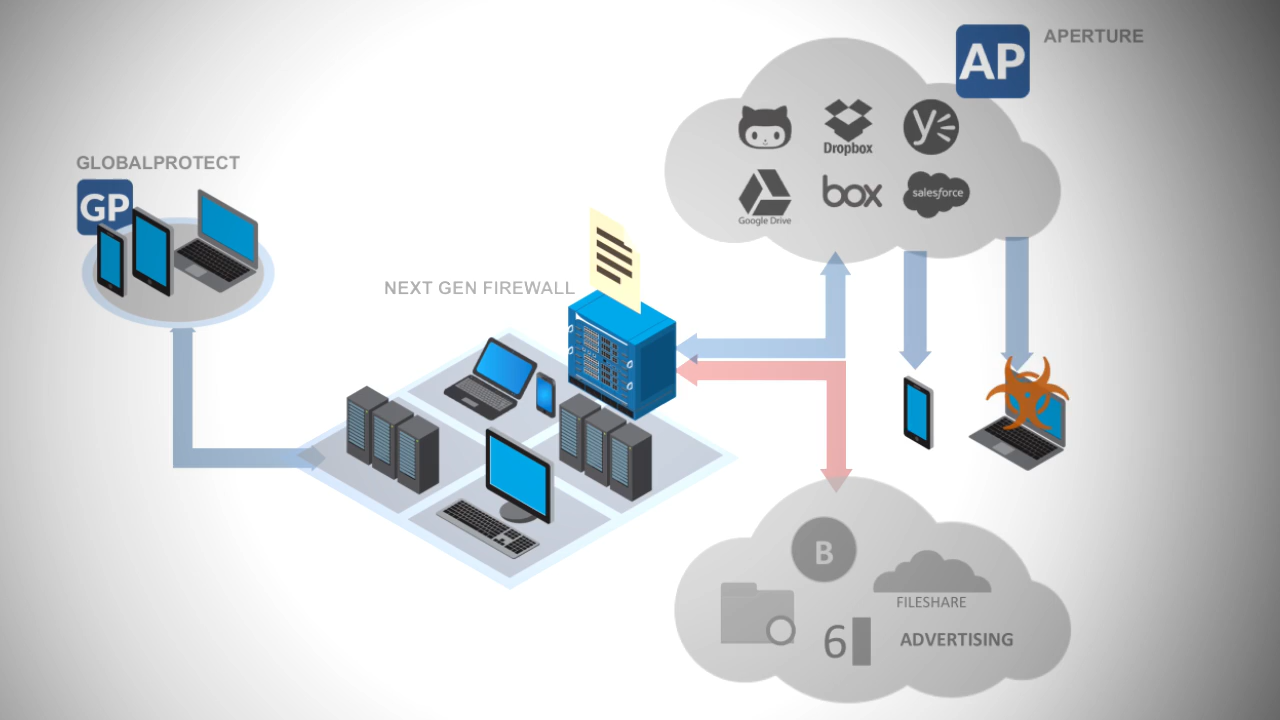 APERTURE
AP
Dropbox
y
Google Drive
box
salesforce
GLOBALPROTECT
GP
NEXT GEN FIREWALL
B
FILESHARE
6
ADVERTISING